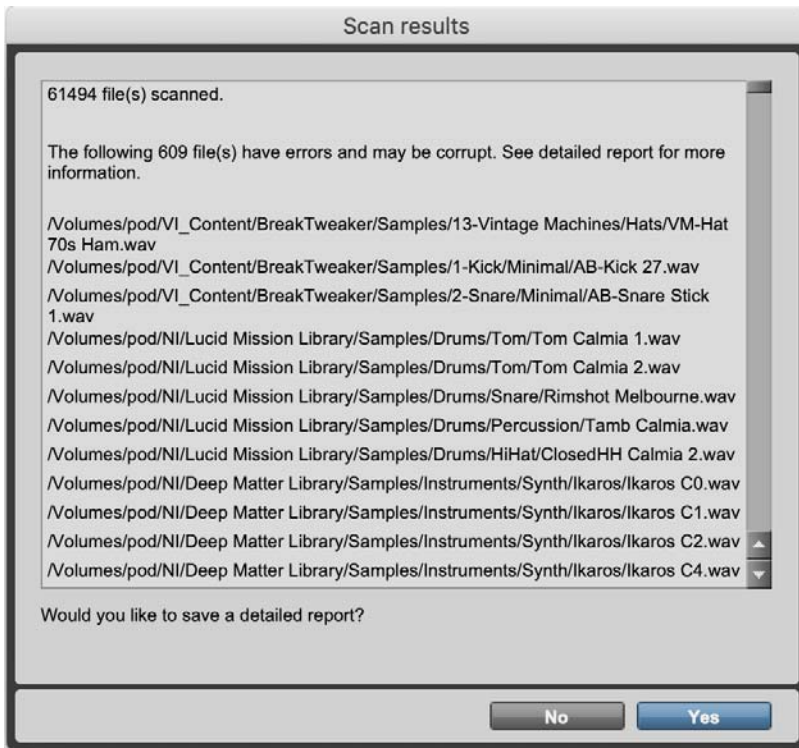 Scan results
61494 file(s) scanned.
The following 609 file(s) have errors and may be corrupt. See detailed report for more
information.
/Volumes/pod/VI_Content/BreakTweaker/Samples/13-Vintage Machines/Hats/VM-Hat
70s Ham.wav
/Volumes/pod/VI_Content/BreakTweaker/Samples/1-Kick/Minimal/AB-Kick 27.wav
/Volumes/pod/VI_Content/BreakTweaker/Samples/2-Snare/Minimal/AB-Snare Stick
1.wav
/Volumes/pod/NI/Lucid Mission Library/Samples/Drums/Tom/Tom Calmia 1.wav
/Volumes/pod/NI/Lucid Mission Library/Samples/Drums/Tom/Tom Calmia 2.wav
/Volumes/pod/NI/Lucid Mission Library/Samples/Drums/Snare/Rimshot Melbourne.wav
/Volumes/pod/NI/Lucid Mission Library/Samples/Drums/Percussion/Tamb Calmia.wav
/Volumes/pod/NI/Lucid Mission Library/Samples/Drums/HiHat/ClosedHH Calmia 2.wav
/Volumes/pod/NI/Deep Matter Library/Samples/Instruments/Synth/Ikaros/Ikaros C0.wav
/Volumes/pod/NI/Deep Matter Library/Samples/Instruments/Synth/Ikaros/Ikaros C1.wav
/Volumes/pod/NI/Deep Matter Library/Samples/Instruments/Synth/Ikaros/Ikaros C2.wav
/Volumes/pod/NI/Deep Matter Library/Samples/Instruments/Synth/Ikaros/Ikaros C4.wav
Would you like to save a detailed report?
No
Yes